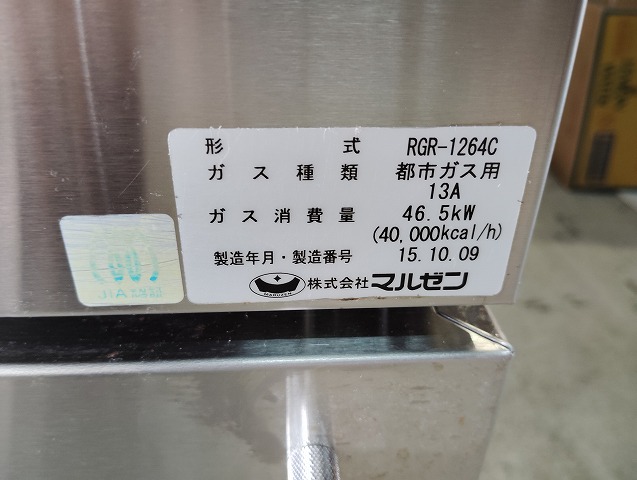 形 式 RGR-1264C
ガス種類 都市ガス用
13A
ガス消費量 46.5kW
(40,000kcal/h)
製造年月・製造番号 15.10.09
MARUZEN 株式会社マルゼン